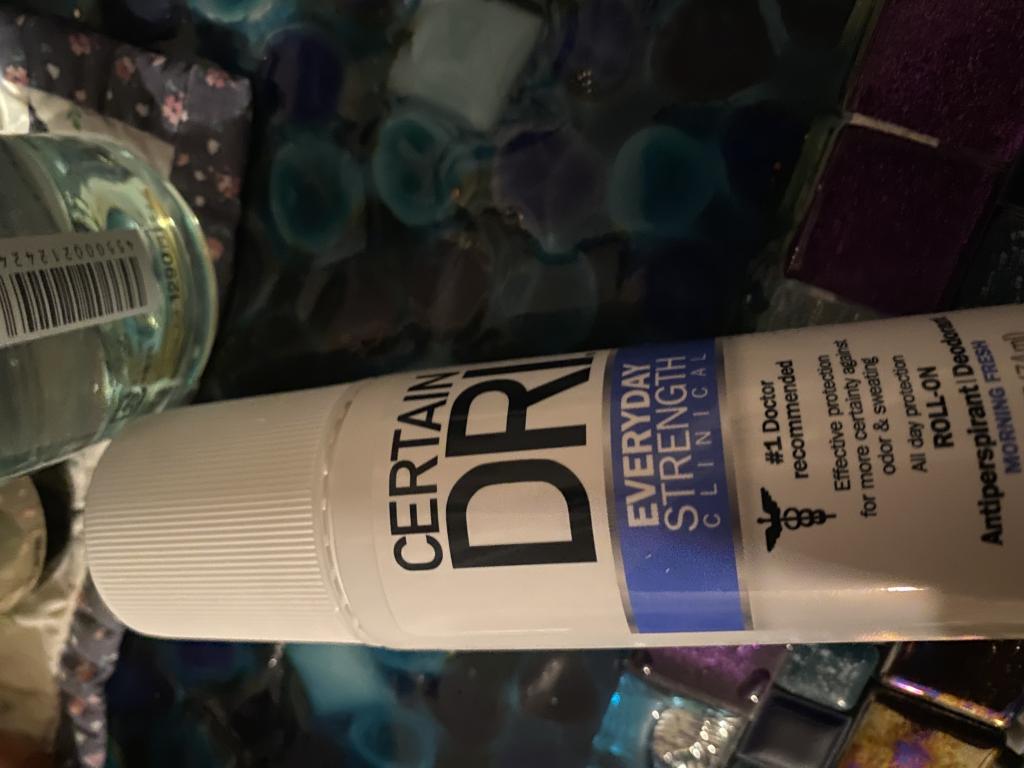 CERTAIN
DRI
EVERYDAY
STRENGTH
CLINICAL
#1 Doctor
recommended
Effective protection
for more certainty against
odor & sweating
All day protection
ROLL-ON
Antiperspirant | Deodorant
MORNING FRESH